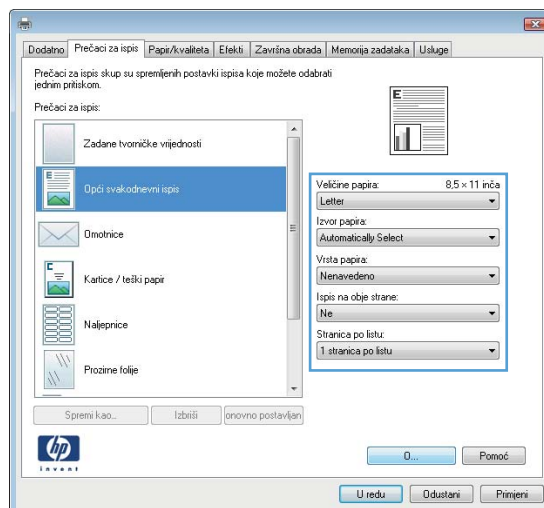 Dodatno Prečaci za ispis Papir/kvaliteta Efekti Završna obrada Memorija zadataka Usluge
Prečaci za ispis skup su spremljenih postavki ispisa koje možete odabrati
jednim pritiskom.
Prečaci za ispis:
Zadane tvorničke vrijednosti
Opći svakodnevni ispis
Omotnice
Kartice / teški papir
Naljepnice
Prozirne folije
E
Veličine papira: 8,5 × 11 inča
Letter
Izvor papira:
Automatically Select
Vrsta papira:
Nenavedeno
Ispis na obje strane:
Ne
Stranica po listu:
1 stranica po listu
Spremi kao... Izbriši onovno postavljan
hp
invent
O... Pomoć
U redu Odustani Primjeni